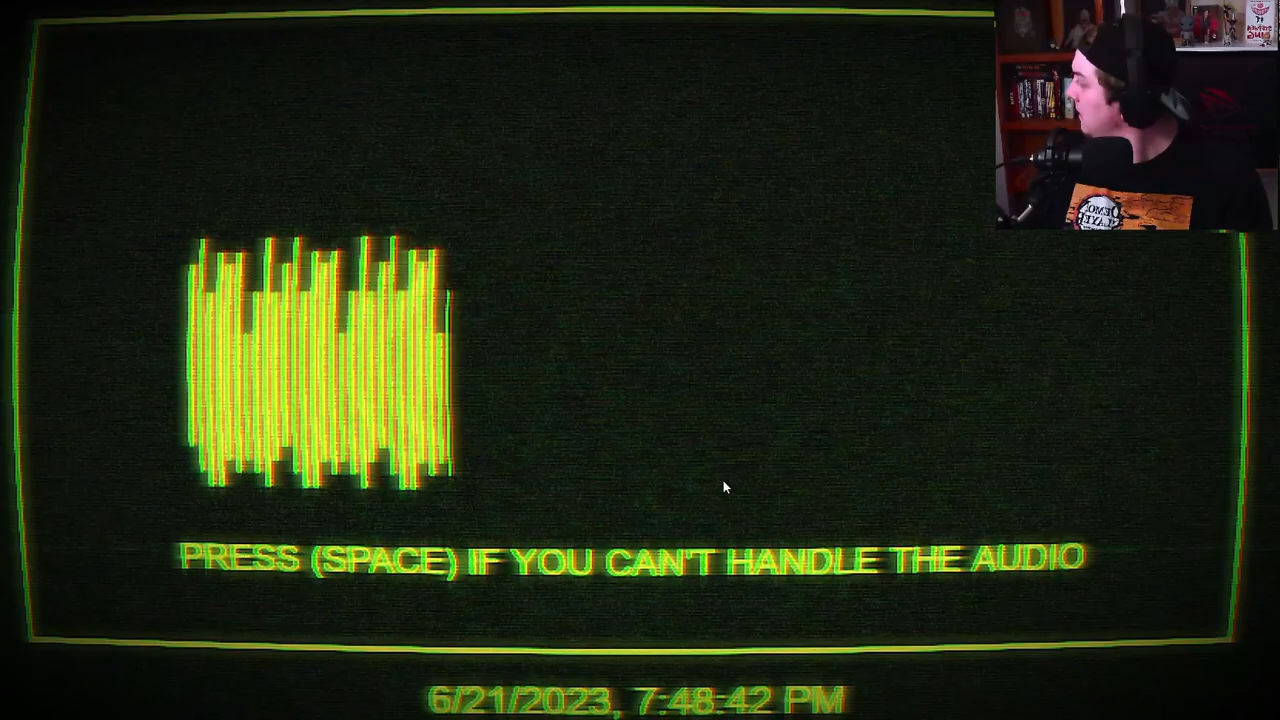 PRESS (SPACE) IF YOU CAN'T HANDLE THE AUDIO
6/21/2023, 7:48:42 PM